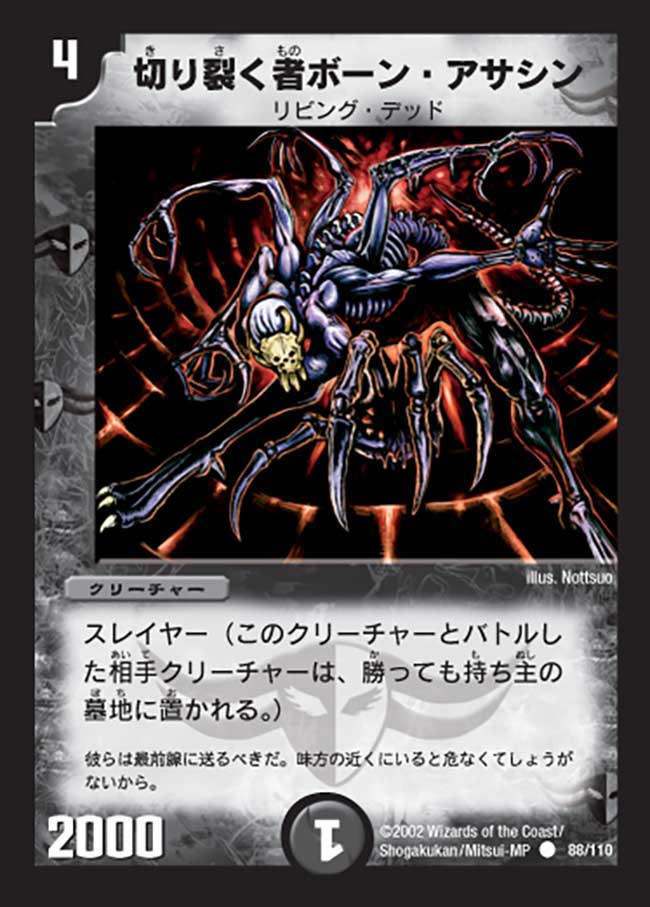 4
切り裂く者ボーン・アサシン
リビング・デッド
illus. Nottsuo
クリーチャー
スレイヤー（このクリーチャーとバトルし
た相手クリーチャーは、勝っても持ち主の
墓地に置かれる。）
彼らは最前線に送るべきだ。味方の近くにいると危なくてしょうが
ないから。
2000
1
©2002 Wizards of the Coast/
Shogakukan/Mitsui-MP
88/110